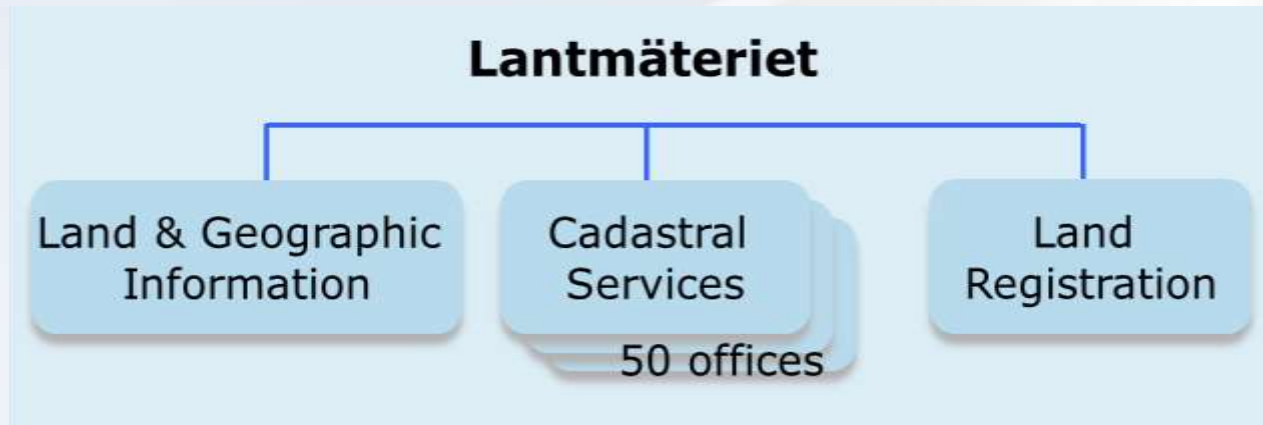 Lantmäteriet
Land & Geographic
Information
Cadastral
Services
50 offices
Land
Registration